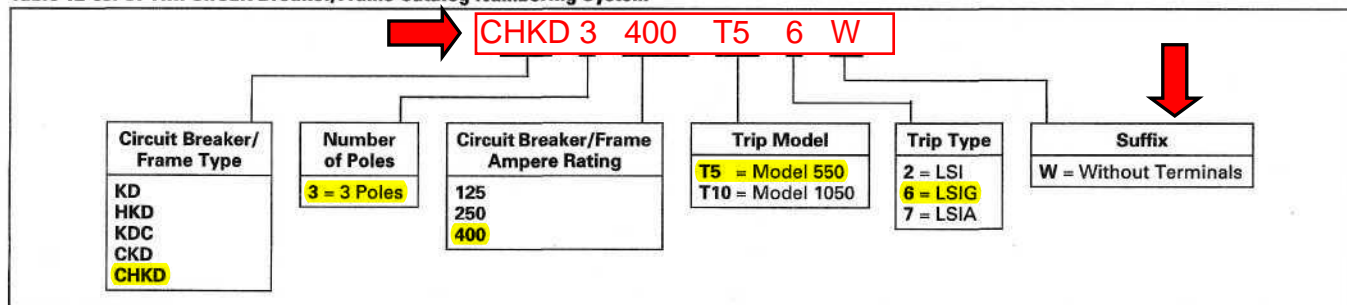 CHKD 3 400 T5 6 W
Circuit Breaker/
Frame Type
KD
HKD
KDC
CKD
CHKD
Number
of Poles
3 = 3 Poles
Circuit Breaker/Frame
Ampere Rating
125
250
400
Trip Model
T5 = Model 550
T10 = Model 1050
Trip Type
2 = LSI
6 = LSIG
7 = LSIA
Suffix
W = Without Terminals